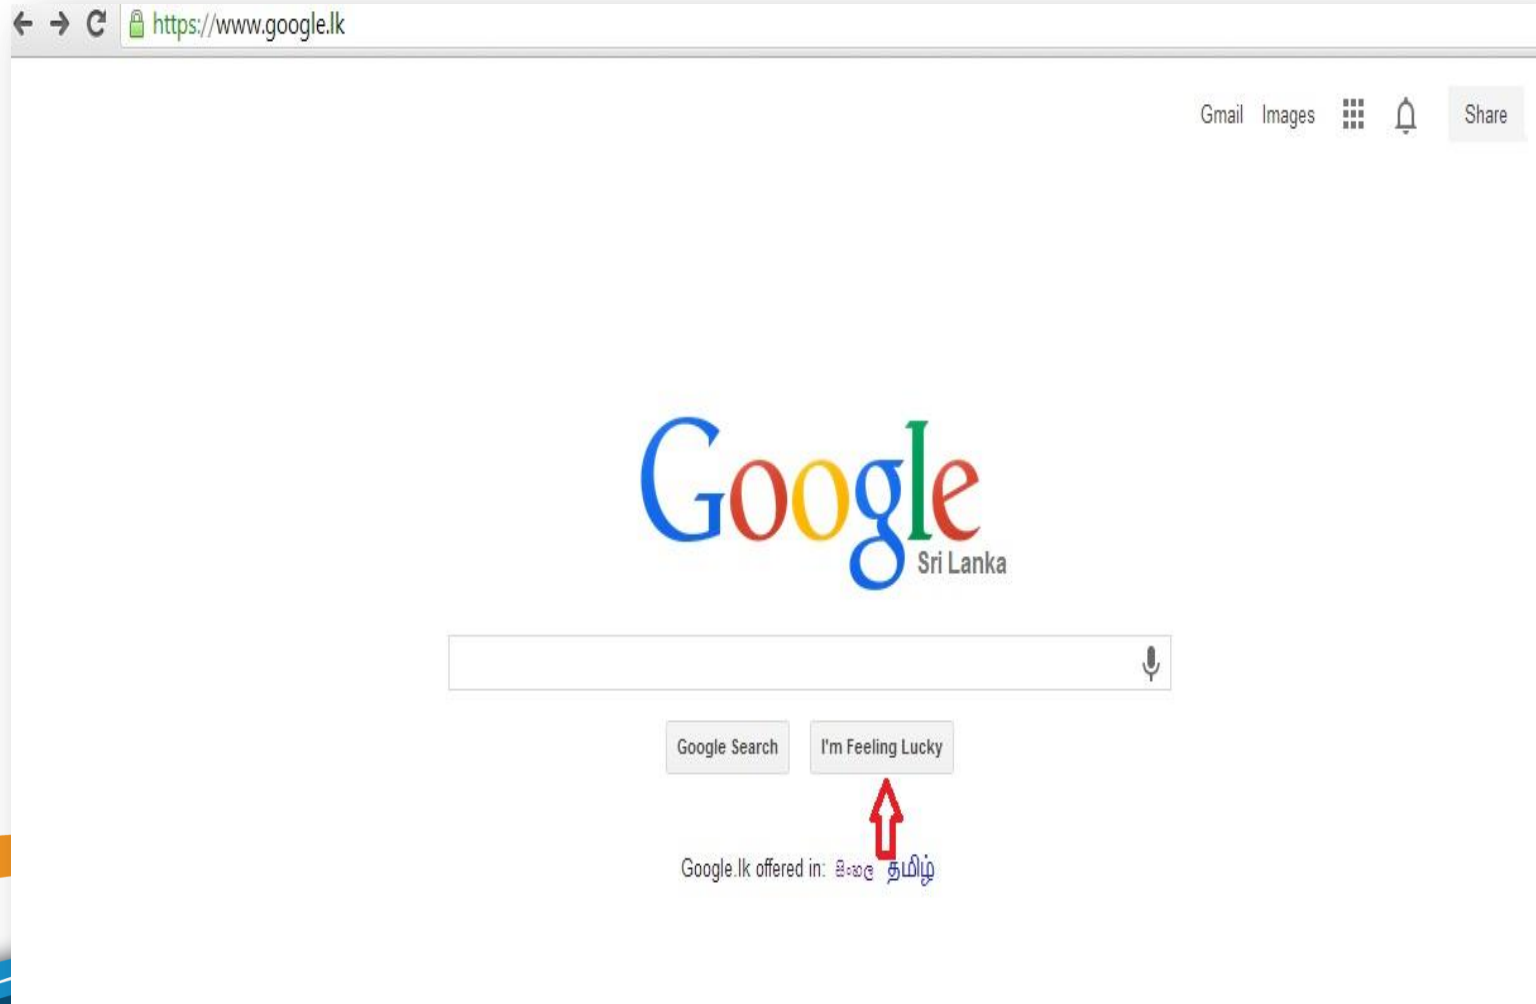 https://www.google.lk
Gmail Images Share
Google
Sri Lanka
Google Search I'm Feeling Lucky
Google.lk offered in: සිංහල தமிழ்